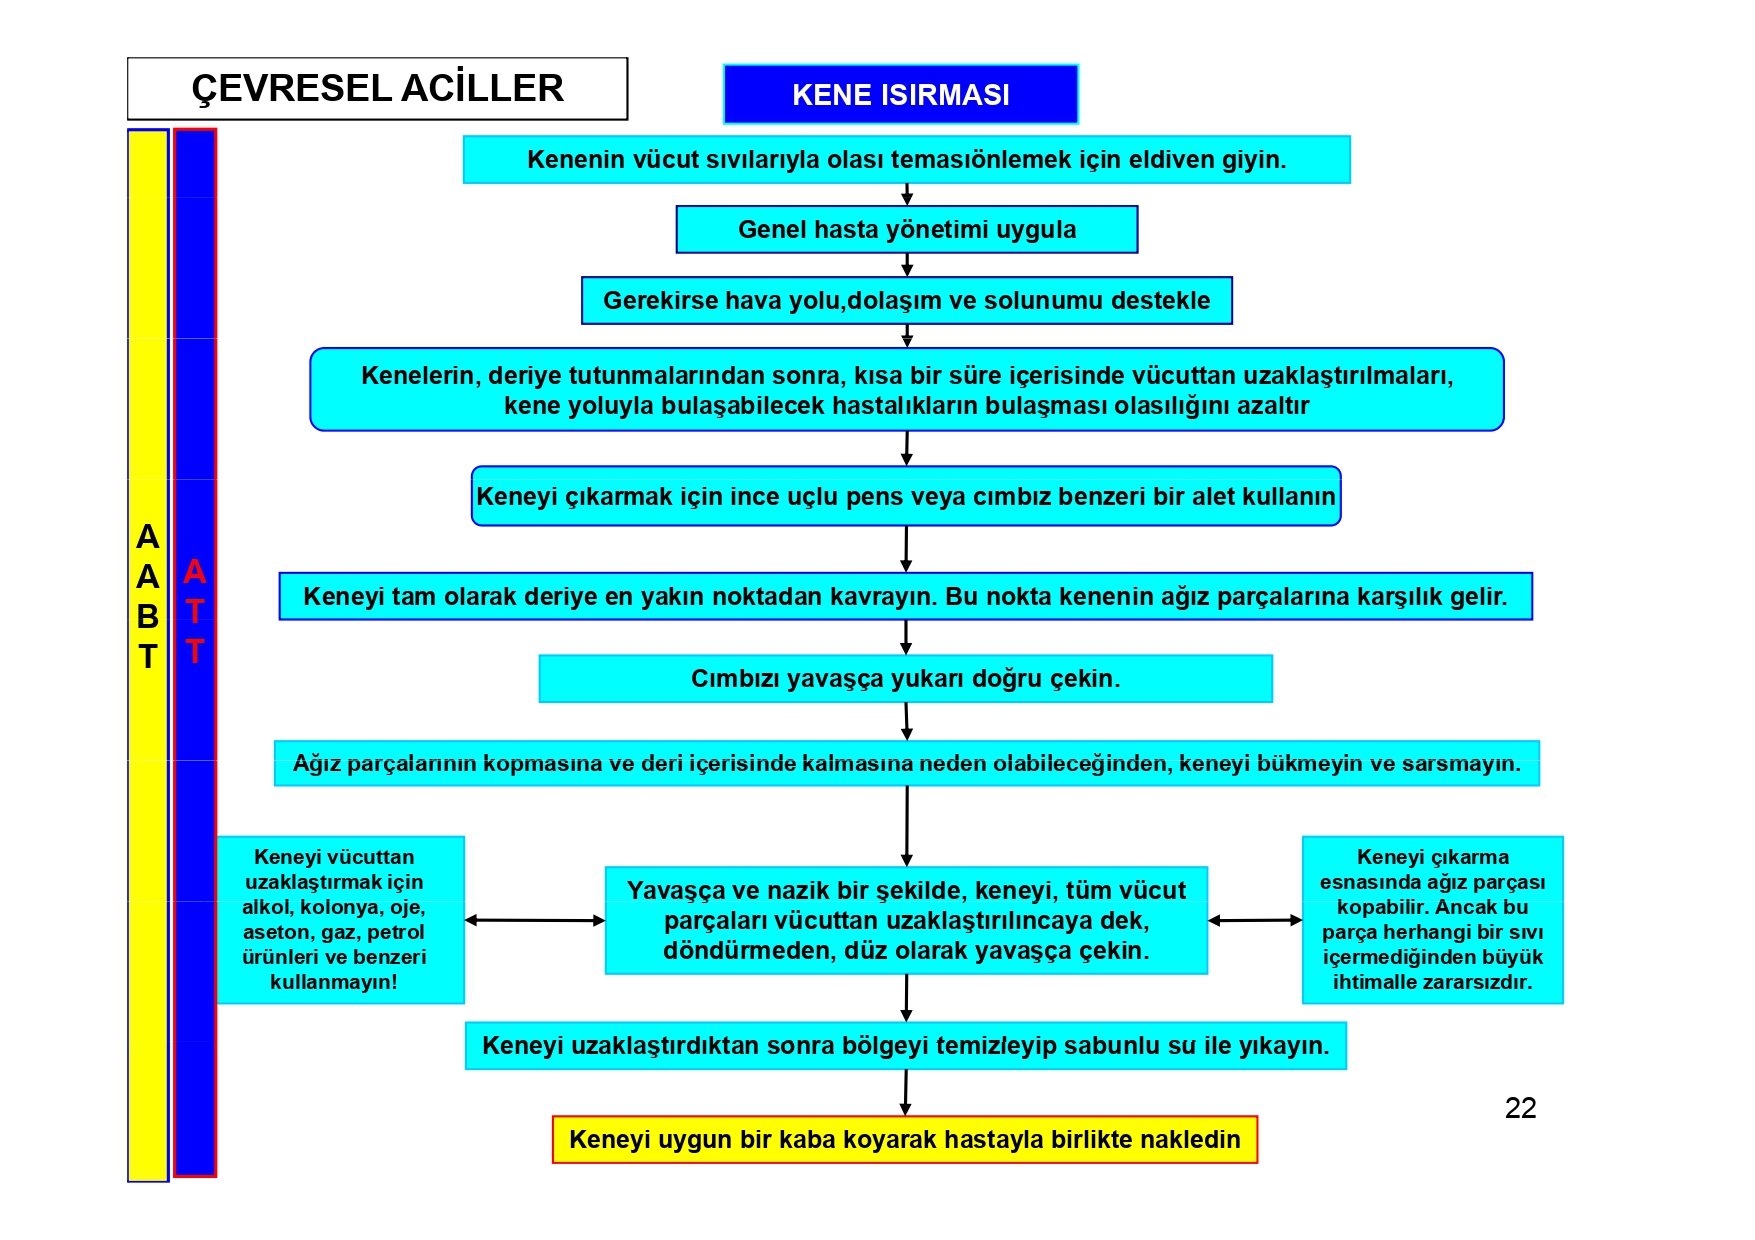 ÇEVRESEL ACİLLER
KENE ISIRMASI
Kenenin vücut sıvılarıyla olası temasıönlemek için eldiven giyin.
Genel hasta yönetimi uygula
Gerekirse hava yolu,dolaşım ve solunumu destekle
Kenelerin, deriye tutunmalarından sonra, kısa bir süre içerisinde vücuttan uzaklaştırılmaları,
kene yoluyla bulaşabilecek hastalıkların bulaşması olasılığını azaltır
Keneyi çıkarmak için ince uçlu pens veya cımbız benzeri bir alet kullanın
A
A
B
T
A
T
T
Keneyi tam olarak deriye en yakın noktadan kavrayın. Bu nokta kenenin ağız parçalarına karşılık gelir.
Cımbızı yavaşça yukarı doğru çekin.
Ağız parçalarının kopmasına ve deri içerisinde kalmasına neden olabileceğinden, keneyi bükmeyin ve sarsmayın.
Keneyi vücuttan
uzaklaştırmak için
alkol, kolonya, oje,
aseton, gaz, petrol
ürünleri ve benzeri
kullanmayın!
Yavaşça ve nazik bir şekilde, keneyi, tüm vücut
parçaları vücuttan uzaklaştırılıncaya dek,
döndürmeden, düz olarak yavaşça çekin.
Keneyi çıkarma
esnasında ağız parçası
kopabilir. Ancak bu
parça herhangi bir sıvı
içermediğinden büyük
ihtimalle zararsızdır.
Keneyi uzaklaştırdıktan sonra bölgeyi temizleyip sabunlu su ile yıkayın.
22
Keneyi uygun bir kaba koyarak hastayla birlikte nakledin